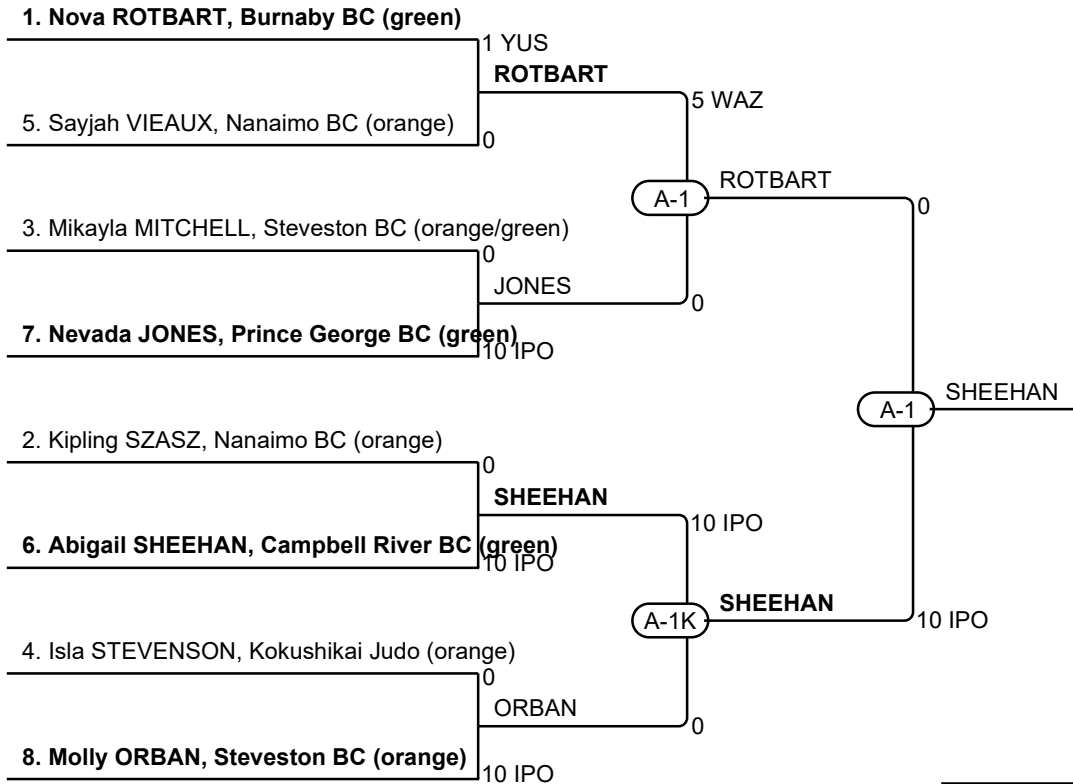 1. Nova ROTBART, Burnaby BC (green)
1 YUS
ROTBART
5 WAZ
5. Sayjah VIEAUX, Nanaimo BC (orange)
0
A-1
ROTBART
0
3. Mikayla MITCHELL, Steveston BC (orange/green)
0
JONES
0
7. Nevada JONES, Prince George BC (green)
10 IPO
A-1
SHEEHAN
2. Kipling SZASZ, Nanaimo BC (orange)
0
SHEEHAN
10 IPO
6. Abigail SHEEHAN, Campbell River BC (green)
10 IPO
A-1K
SHEEHAN
10 IPO
4. Isla STEVENSON, Kokushikai Judo (orange)
0
ORBAN
0
8. Molly ORBAN, Steveston BC (orange)
10 IPO